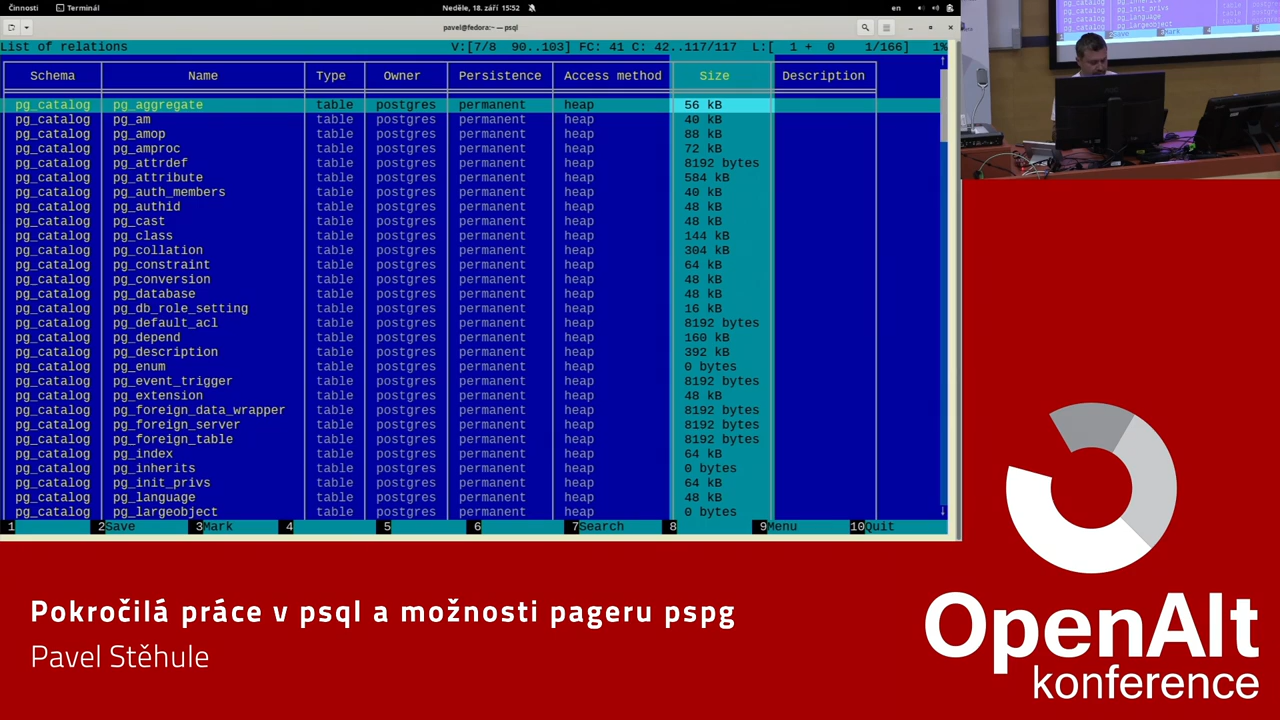 Činnosti Terminál Neděle, 18. září 15:52 en
pavel@fedora:~ — psql
List of relations V:[7/8 90..103] FC: 41 C: 42..117/117 L:[ 1 + 0 1/166] 1%
Schema Name Type Owner Persistence Access method Size Description
pg_catalog pg_aggregate table postgres permanent heap 56 kB
pg_catalog pg_am table postgres permanent heap 40 kB
pg_catalog pg_amop table postgres permanent heap 88 kB
pg_catalog pg_amproc table postgres permanent heap 72 kB
pg_catalog pg_attrdef table postgres permanent heap 8192 bytes
pg_catalog pg_attribute table postgres permanent heap 584 kB
pg_catalog pg_auth_members table postgres permanent heap 40 kB
pg_catalog pg_authid table postgres permanent heap 48 kB
pg_catalog pg_cast table postgres permanent heap 48 kB
pg_catalog pg_class table postgres permanent heap 144 kB
pg_catalog pg_collation table postgres permanent heap 304 kB
pg_catalog pg_constraint table postgres permanent heap 64 kB
pg_catalog pg_conversion table postgres permanent heap 48 kB
pg_catalog pg_database table postgres permanent heap 48 kB
pg_catalog pg_db_role_setting table postgres permanent heap 16 kB
pg_catalog pg_default_acl table postgres permanent heap 8192 bytes
pg_catalog pg_depend table postgres permanent heap 160 kB
pg_catalog pg_description table postgres permanent heap 392 kB
pg_catalog pg_enum table postgres permanent heap 0 bytes
pg_catalog pg_event_trigger table postgres permanent heap 8192 bytes
pg_catalog pg_extension table postgres permanent heap 48 kB
pg_catalog pg_foreign_data_wrapper table postgres permanent heap 8192 bytes
pg_catalog pg_foreign_server table postgres permanent heap 8192 bytes
pg_catalog pg_foreign_table table postgres permanent heap 8192 bytes
pg_catalog pg_index table postgres permanent heap 64 kB
pg_catalog pg_inherits table postgres permanent heap 0 bytes
pg_catalog pg_init_privs table postgres permanent heap 64 kB
pg_catalog pg_language table postgres permanent heap 48 kB
pg_catalog pg_largeobject table postgres permanent heap 0 bytes
1 2Save 3Mark 4 5 6 7Search 8 9Menu 10Quit
pg_init_privs
pg_language
pg_largeobject
Pokročilá práce v psql a možnosti pageru pspg
Pavel Stěhule
OpenAlt
konference